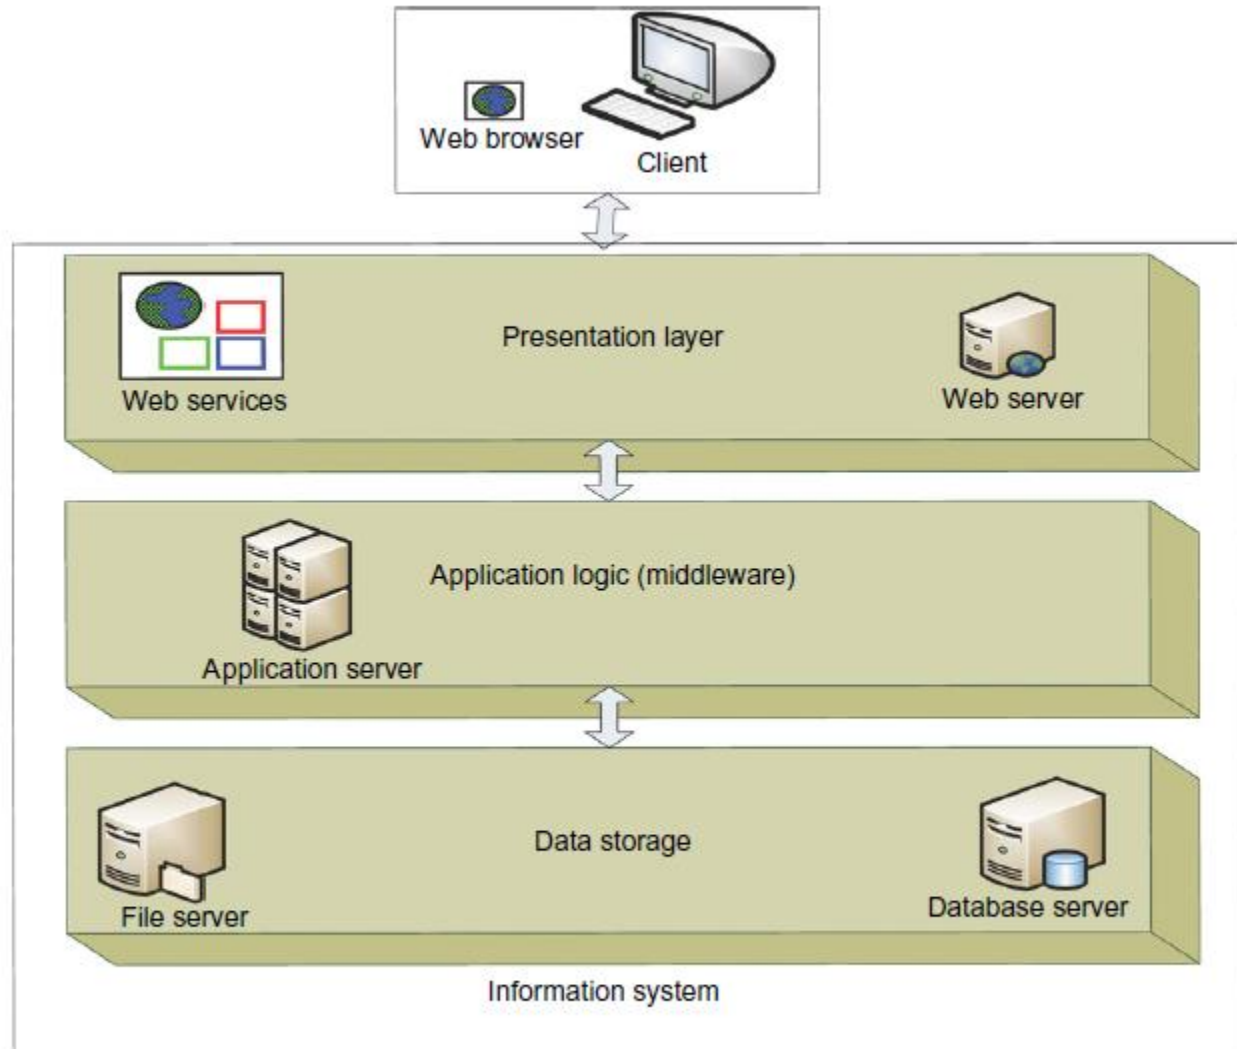 Web browser
Client
Presentation layer
Web services
Web server
Application logic (middleware)
Application server
Data storage
File server
Database server
Information system